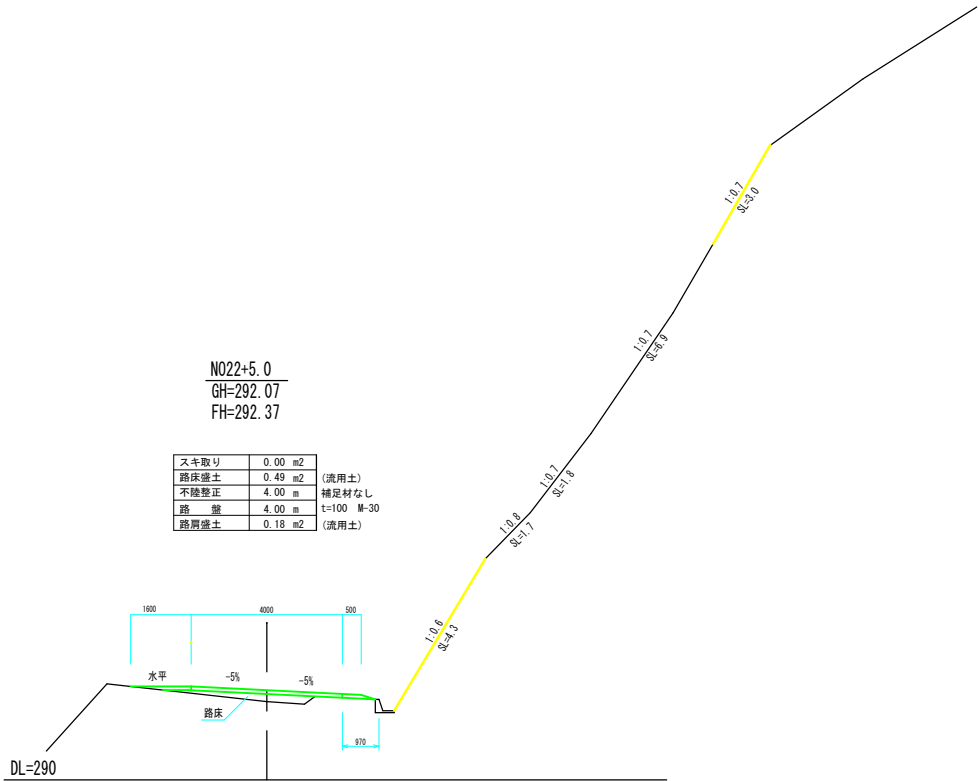 1:0.7
SL=3.0
1:0.7
SL=6.9
NO22+5.0
GH=292.07
FH=292.37
スキ取り 0.00 m2
路床盛土 0.49 m2 (流用土)
不陸整正 4.00 m 補足材なし
路 盤 4.00 m t=100 M-30
路肩盛土 0.18 m2 (流用土)
1:0.7
SL=1.8
1:0.8
SL=1.7
1600 4000 500
1:0.6
SL=4.3
水平 -5% -5%
路床
970
DL=290